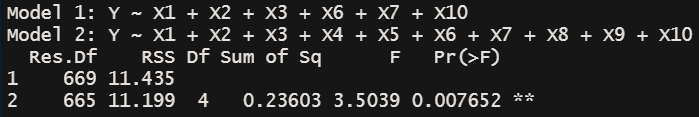 Model 1: Y ~ X1 + X2 + X3 + X6 + X7 + X10
Model 2: Y ~ X1 + X2 + X3 + X4 + X5 + X6 + X7 + X8 + X9 + X10
  Res.Df    RSS Df Sum of Sq      F   Pr(>F)
1    669 11.435
2    665 11.199  4   0.23603 3.5039 0.007652 **